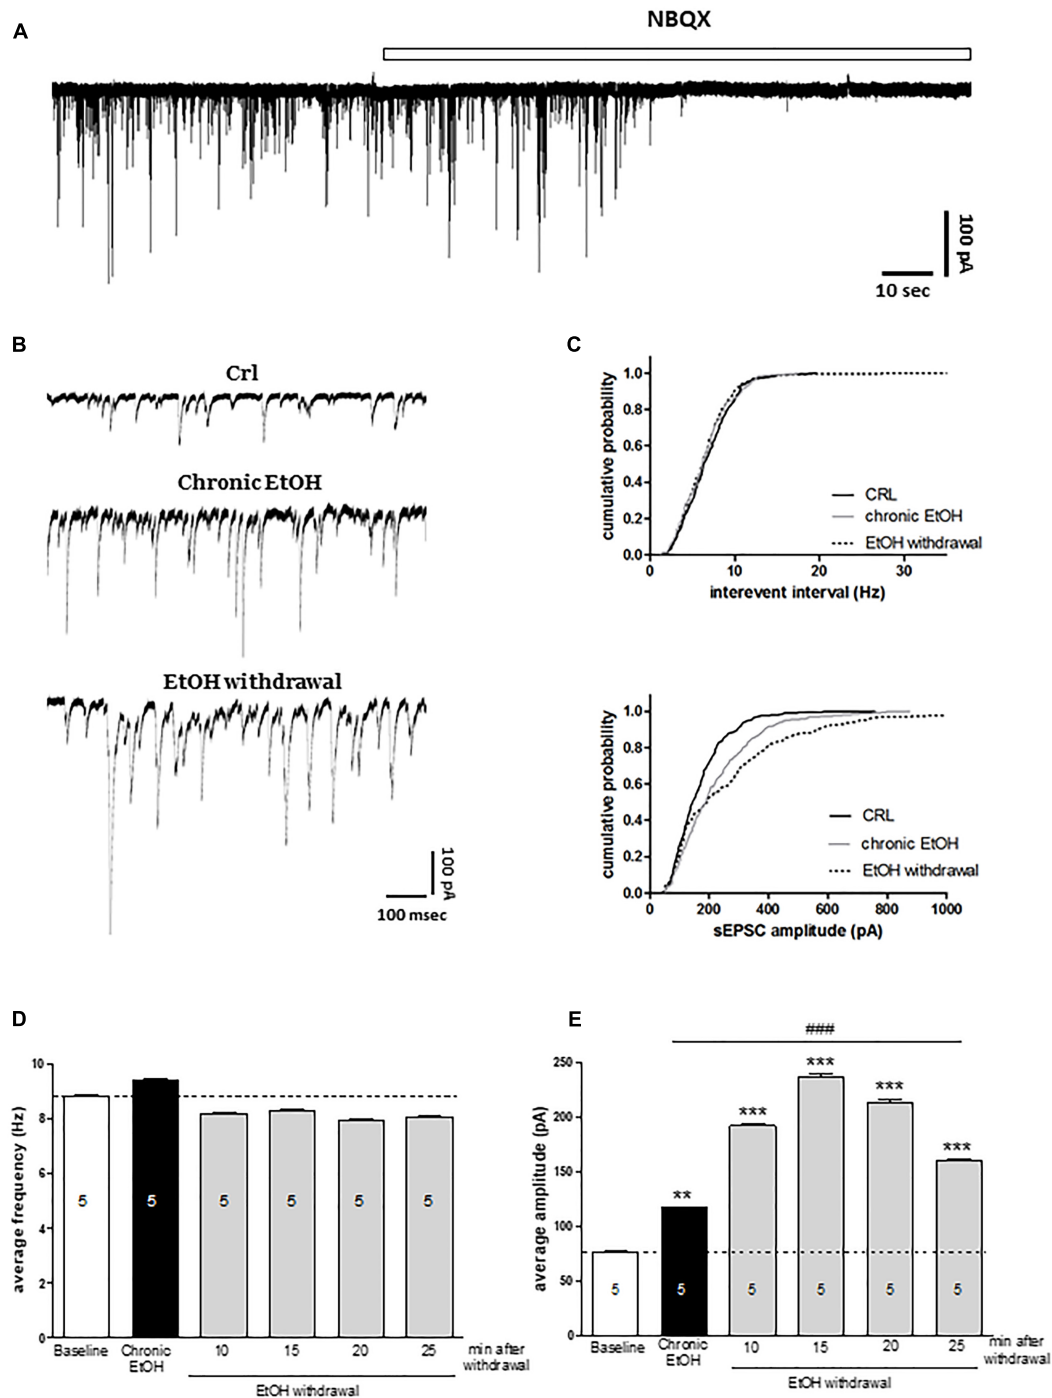 A
NBQX
100 pA
10 sec
B
Crl
Chronic EtOH
EtOH withdrawal
100 pA
100 msec
C
cumulative probability
1.0
0.8
0.6
0.4
0.2
0.0
CRL
chronic EtOH
EtOH withdrawal
0 10 20 30
interevent interval (Hz)
cumulative probability
1.0
0.8
0.6
0.4
0.2
0.0
CRL
chronic EtOH
EtOH withdrawal
0 200 400 600 800 1000
sEPSC amplitude (pA)
D
average frequency (Hz)
10
8
6
4
2
0
5 5 5 5 5 5
Baseline Chronic EtOH 10 15 20 25 min after withdrawal
EtOH withdrawal
E
###
average amplitude (pA)
250
200
150
100
50
0
** *** *** *** ***
5 5 5 5 5 5
Baseline Chronic EtOH 10 15 20 25 min after withdrawal
EtOH withdrawal